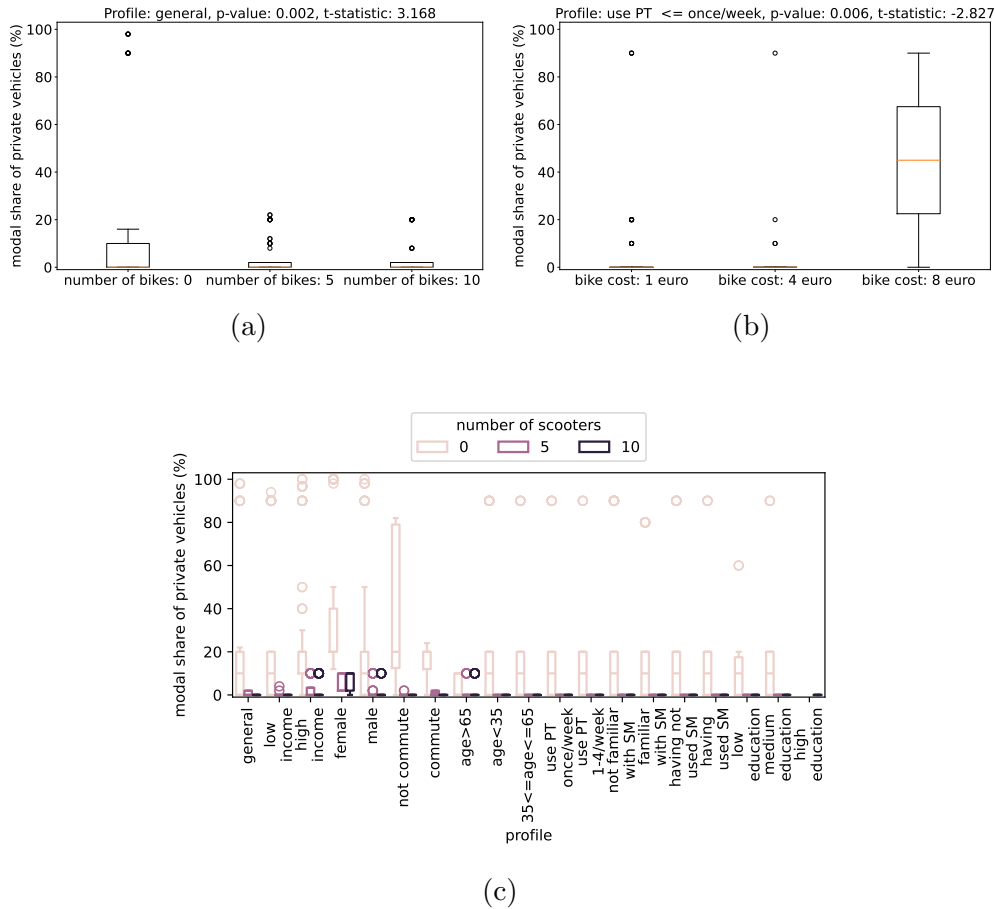 Profile: general, p-value: 0.002, t-statistic: 3.168
modal share of private vehicles (%)
100
80
60
40
20
0
number of bikes: 0
number of bikes: 5
number of bikes: 10
(a)
Profile: use PT <= once/week, p-value: 0.006, t-statistic: -2.827
modal share of private vehicles (%)
100
80
60
40
20
0
bike cost: 1 euro
bike cost: 4 euro
bike cost: 8 euro
(b)
number of scooters
0 5 10
modal share of private vehicles (%)
100
80
60
40
20
0
general
low
income
high
income
female
male
not commute
commute
age>65
age<35
35<=age<=65
use PT
once/week
use PT
1-4/week
not familiar
with SM
familiar
with SM
having not
used SM
having
used SM
low
education
medium
education
high
education
profile
(c)